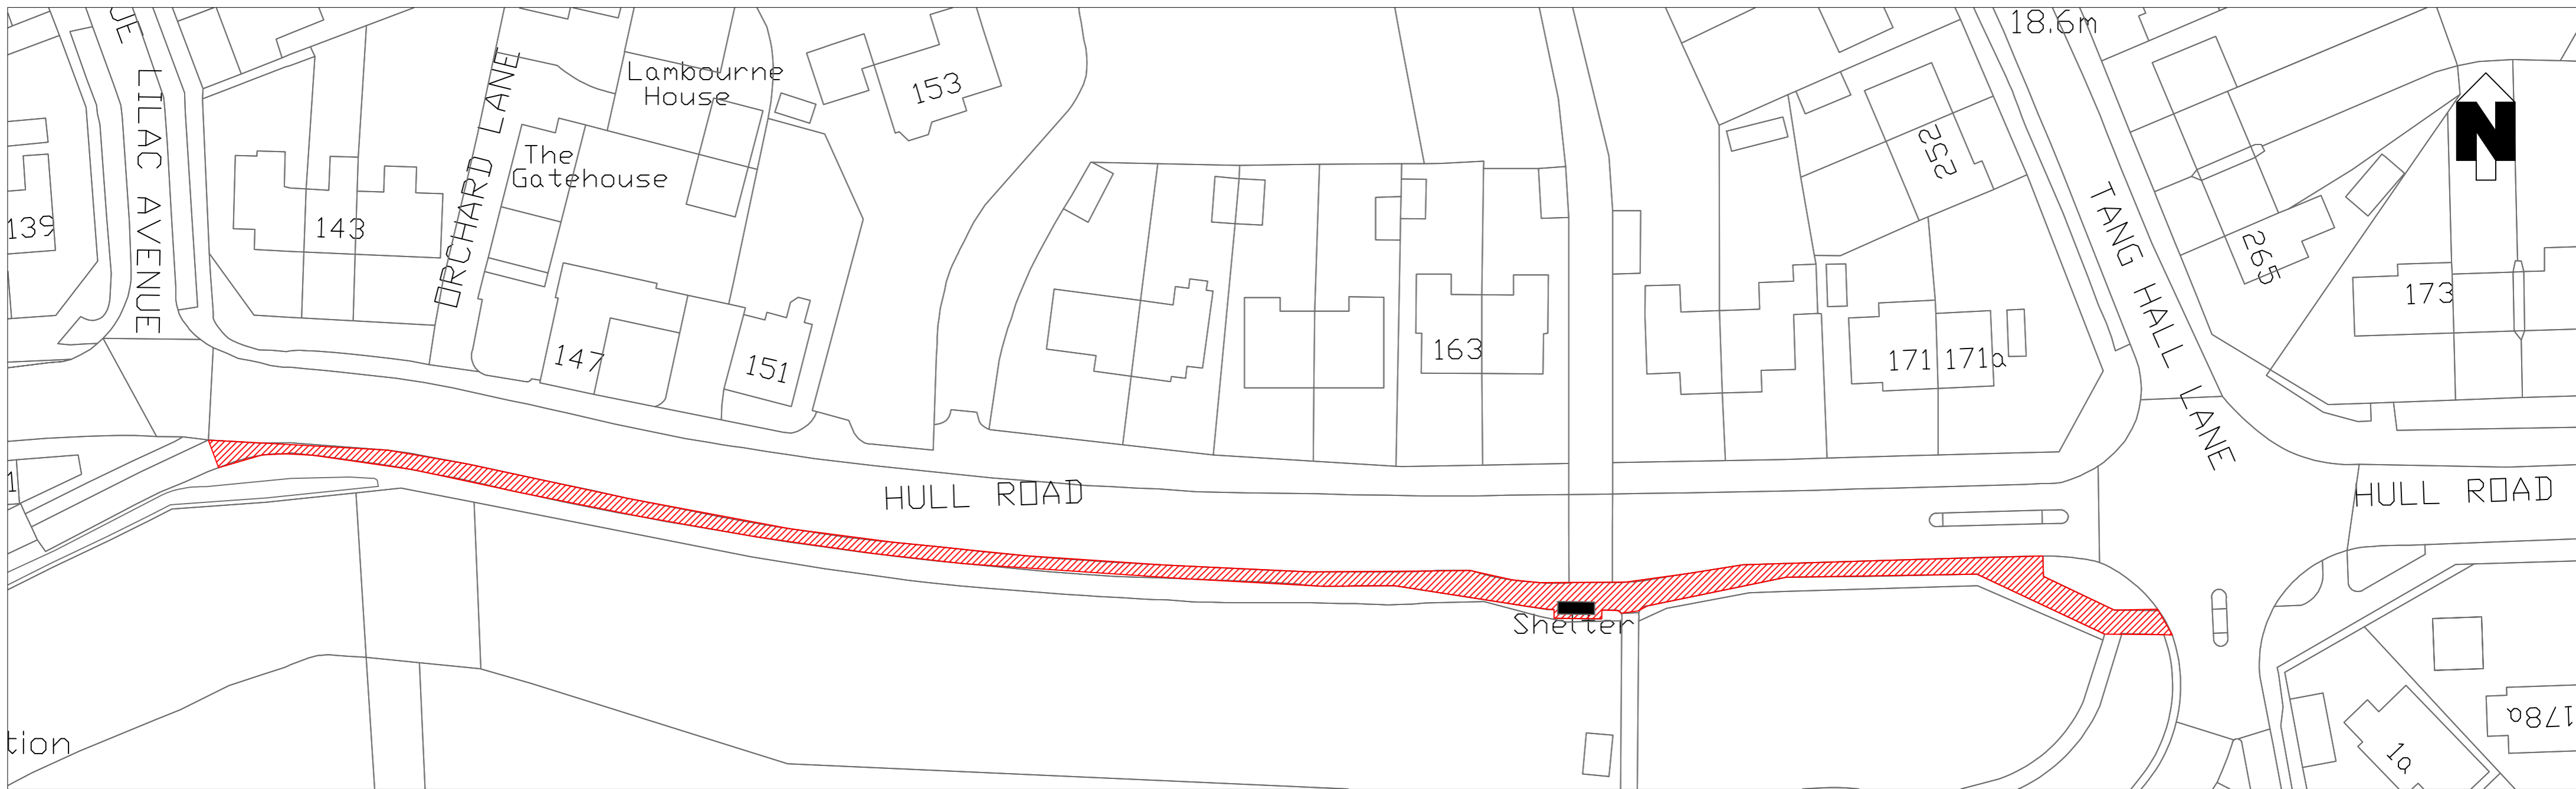 18.6m
LILAC AVENUE
ORCHARD LANE
Lambourne
House
153
The
Gatehouse
252
TANG HALL LANE
N
139
143
265
173
147
151
163
171
171a
HULL ROAD
HULL ROAD
1
Shelter
tion
178a
1a